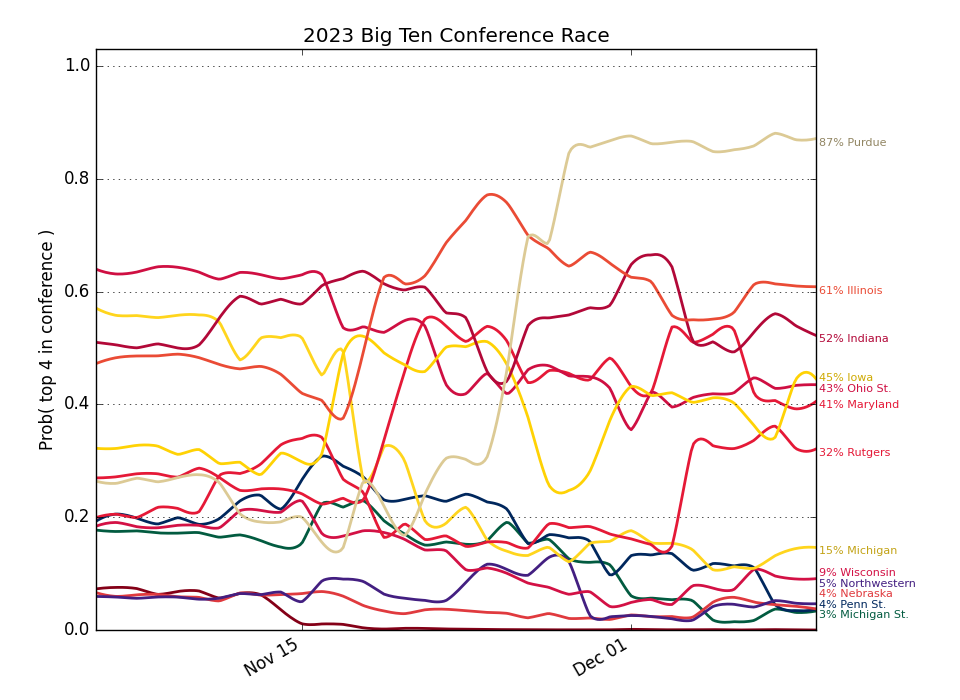 2023 Big Ten Conference Race
Prob( top 4 in conference )
1.0
0.8
0.6
0.4
0.2
0.0
Nov 15
Dec 01
87% Purdue
61% Illinois
52% Indiana
45% Iowa
43% Ohio St.
41% Maryland
32% Rutgers
15% Michigan
9% Wisconsin
5% Northwestern
4% Nebraska
4% Penn St.
3% Michigan St.